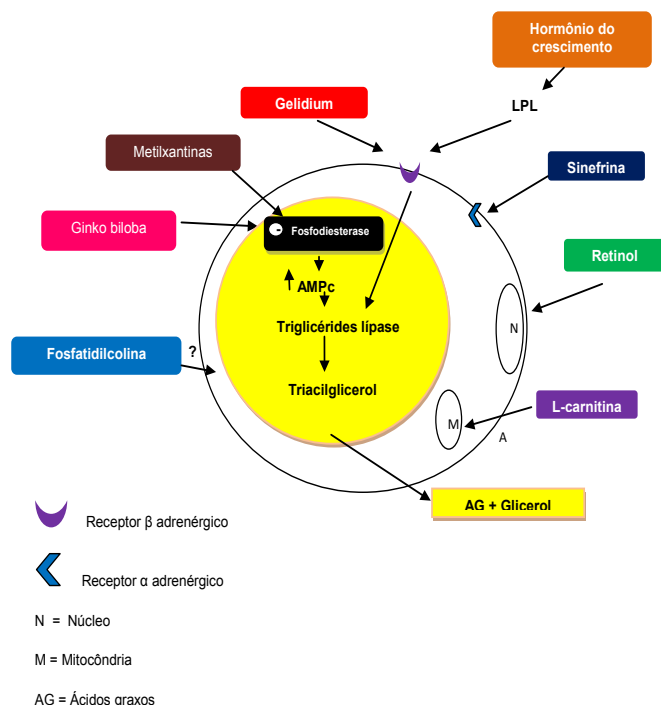 Hormônio do
crescimento
Gelidium
LPL
Metilxantinas
Sinefrina
Ginko biloba
Fosfodiesterase
Retinol
AMPc
N
Triglicérides lípase
Fosfatidilcolina
?
Triacilglicerol
L-carnitina
M
A
AG + Glicerol
Receptor β adrenérgico
Receptor α adrenérgico
N = Núcleo
M = Mitocôndria
AG = Ácidos graxos